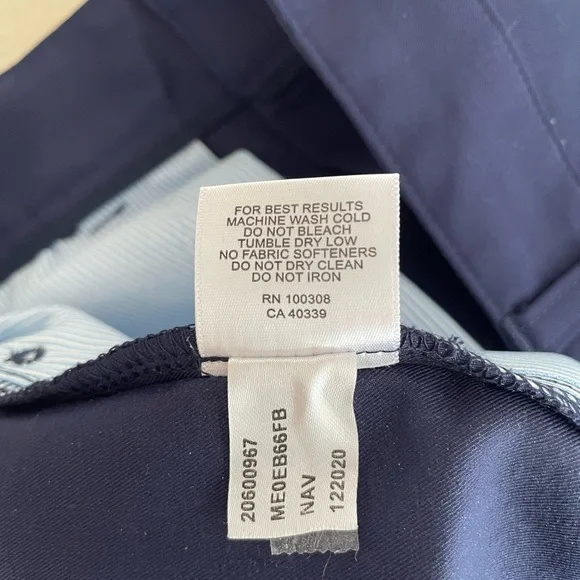 FOR BEST RESULTS
MACHINE WASH COLD
DO NOT BLEACH
TUMBLE DRY LOW
NO FABRIC SOFTENERS
DO NOT DRY CLEAN
DO NOT IRON
RN 100308
CA 40339
20600967
ME0EB66FB
NAV
122020